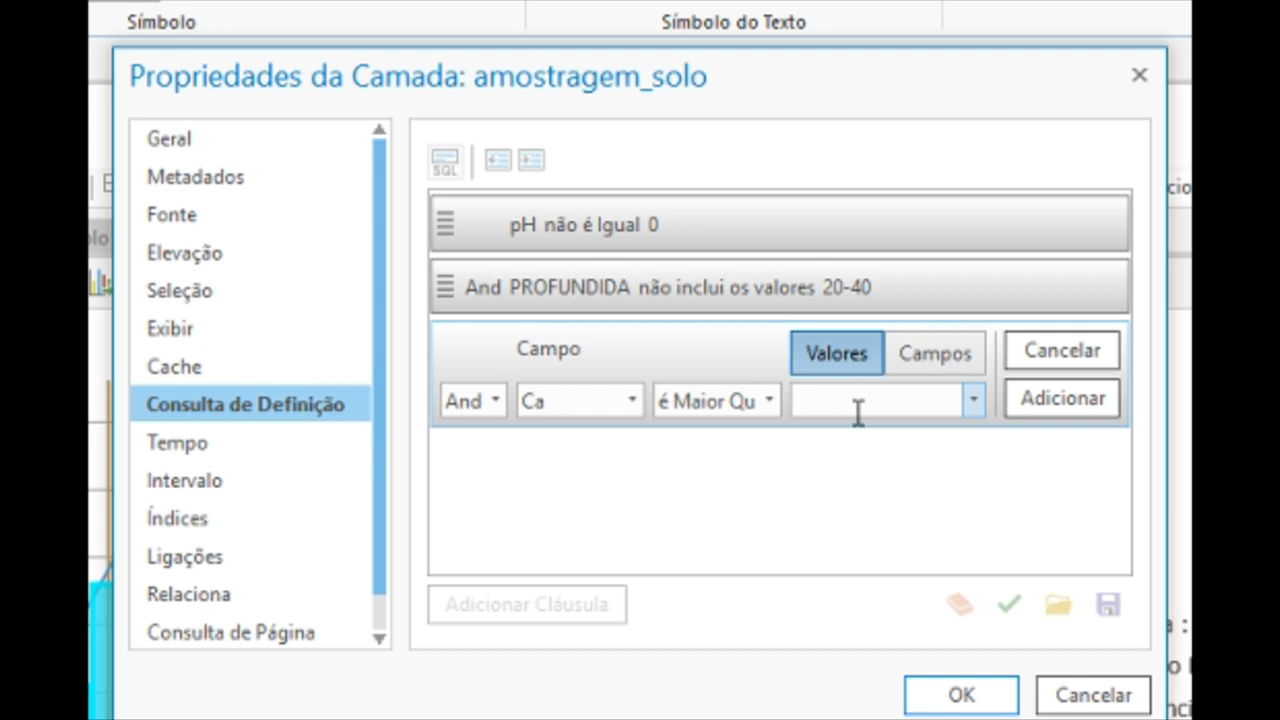 Símbolo
Símbolo do Texto
Propriedades da Camada: amostragem_solo
Geral
Metadados
Fonte
Elevação
Seleção
Exibir
Cache
Consulta de Definição
Tempo
Intervalo
Índices
Ligações
Relaciona
Consulta de Página
SQL
pH não é Igual 0
And PROFUNDIDA não inclui os valores 20-40
Campo
Valores
Campos
Cancelar
And
Ca
é Maior Qu
Adicionar
Adicionar Cláusula
OK
Cancelar